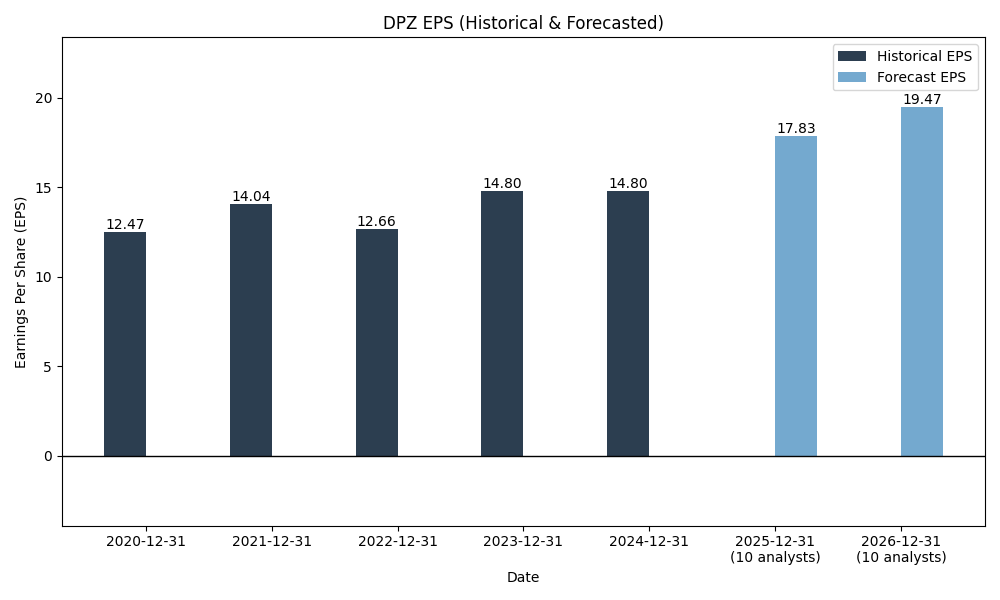 DPZ EPS (Historical & Forecasted)
Historical EPS
Forecast EPS
Earnings Per Share (EPS)
20
15
10
5
0
12.47
14.04
12.66
14.80
14.80
17.83
19.47
2020-12-31
2021-12-31
2022-12-31
2023-12-31
2024-12-31
2025-12-31
(10 analysts)
2026-12-31
(10 analysts)
Date